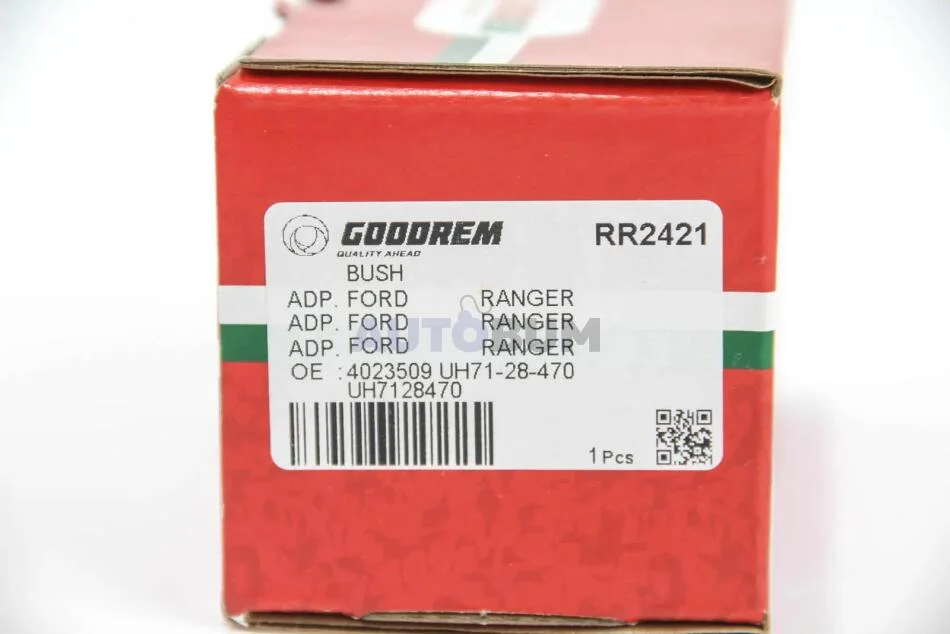 GOODREM RR2421
QUALITY AHEAD
BUSH
ADP. FORD RANGER
ADP. FORD RANGER
AUTORUM
ADP. FORD RANGER
OE : 4023509 UH71-28-470
UH7128470
1 Pcs